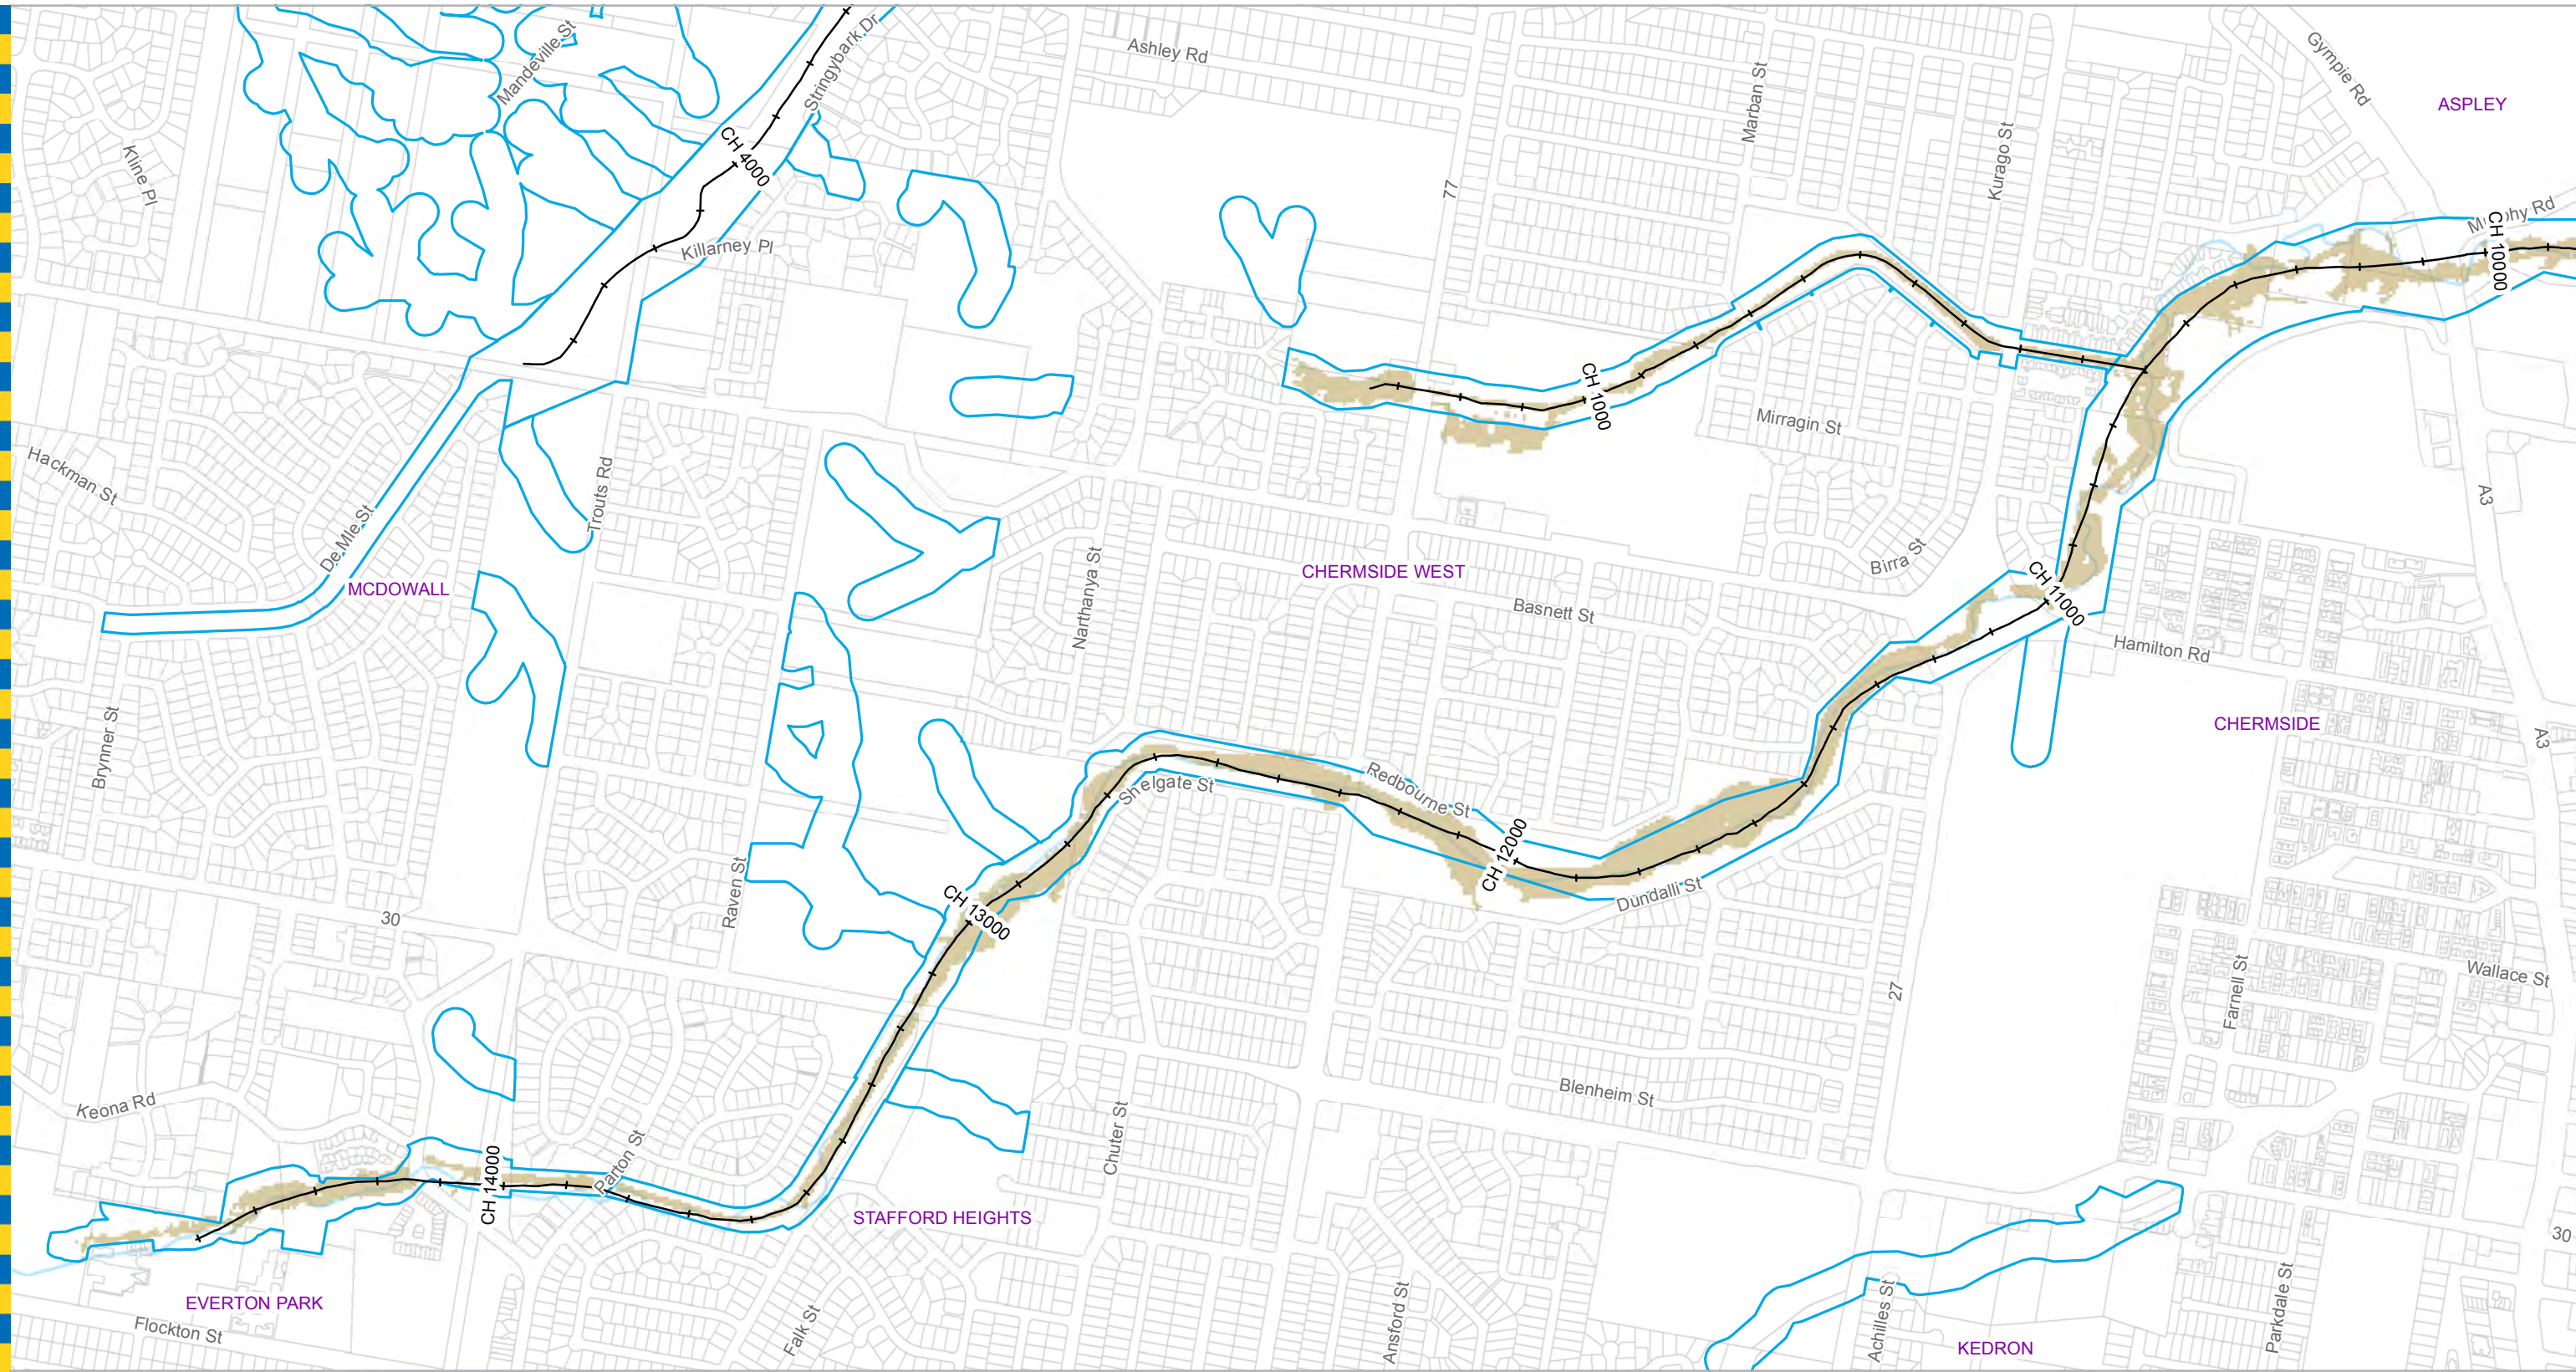 Mandeville St
Stringybark Dr
Ashley Rd
Marban St
Gympie Rd
ASPLEY
Kline Pl
CH 4000
Kurago St
77
Killarney Pl
CH 10000
CH 1000
Mirragin St
Hackman St
Trouts Rd
A3
De Mle St
MCDOWALL
Narthanya St
CHERMSIDE WEST
Birra St
Basnett St
CH 11000
Hamilton Rd
Brynner St
CHERMSIDE
A3
Shelgate St
Redbourne St
CH 12000
Dundalli St
Raven St
30
CH 13000
27
Farnell St
Wallace St
Keona Rd
Blenheim St
Chuter St
Parton St
CH 14000
STAFFORD HEIGHTS
30
EVERTON PARK
Flockton St
Falk St
Ansford St
Achilles St
KEDRON
Parkdale St